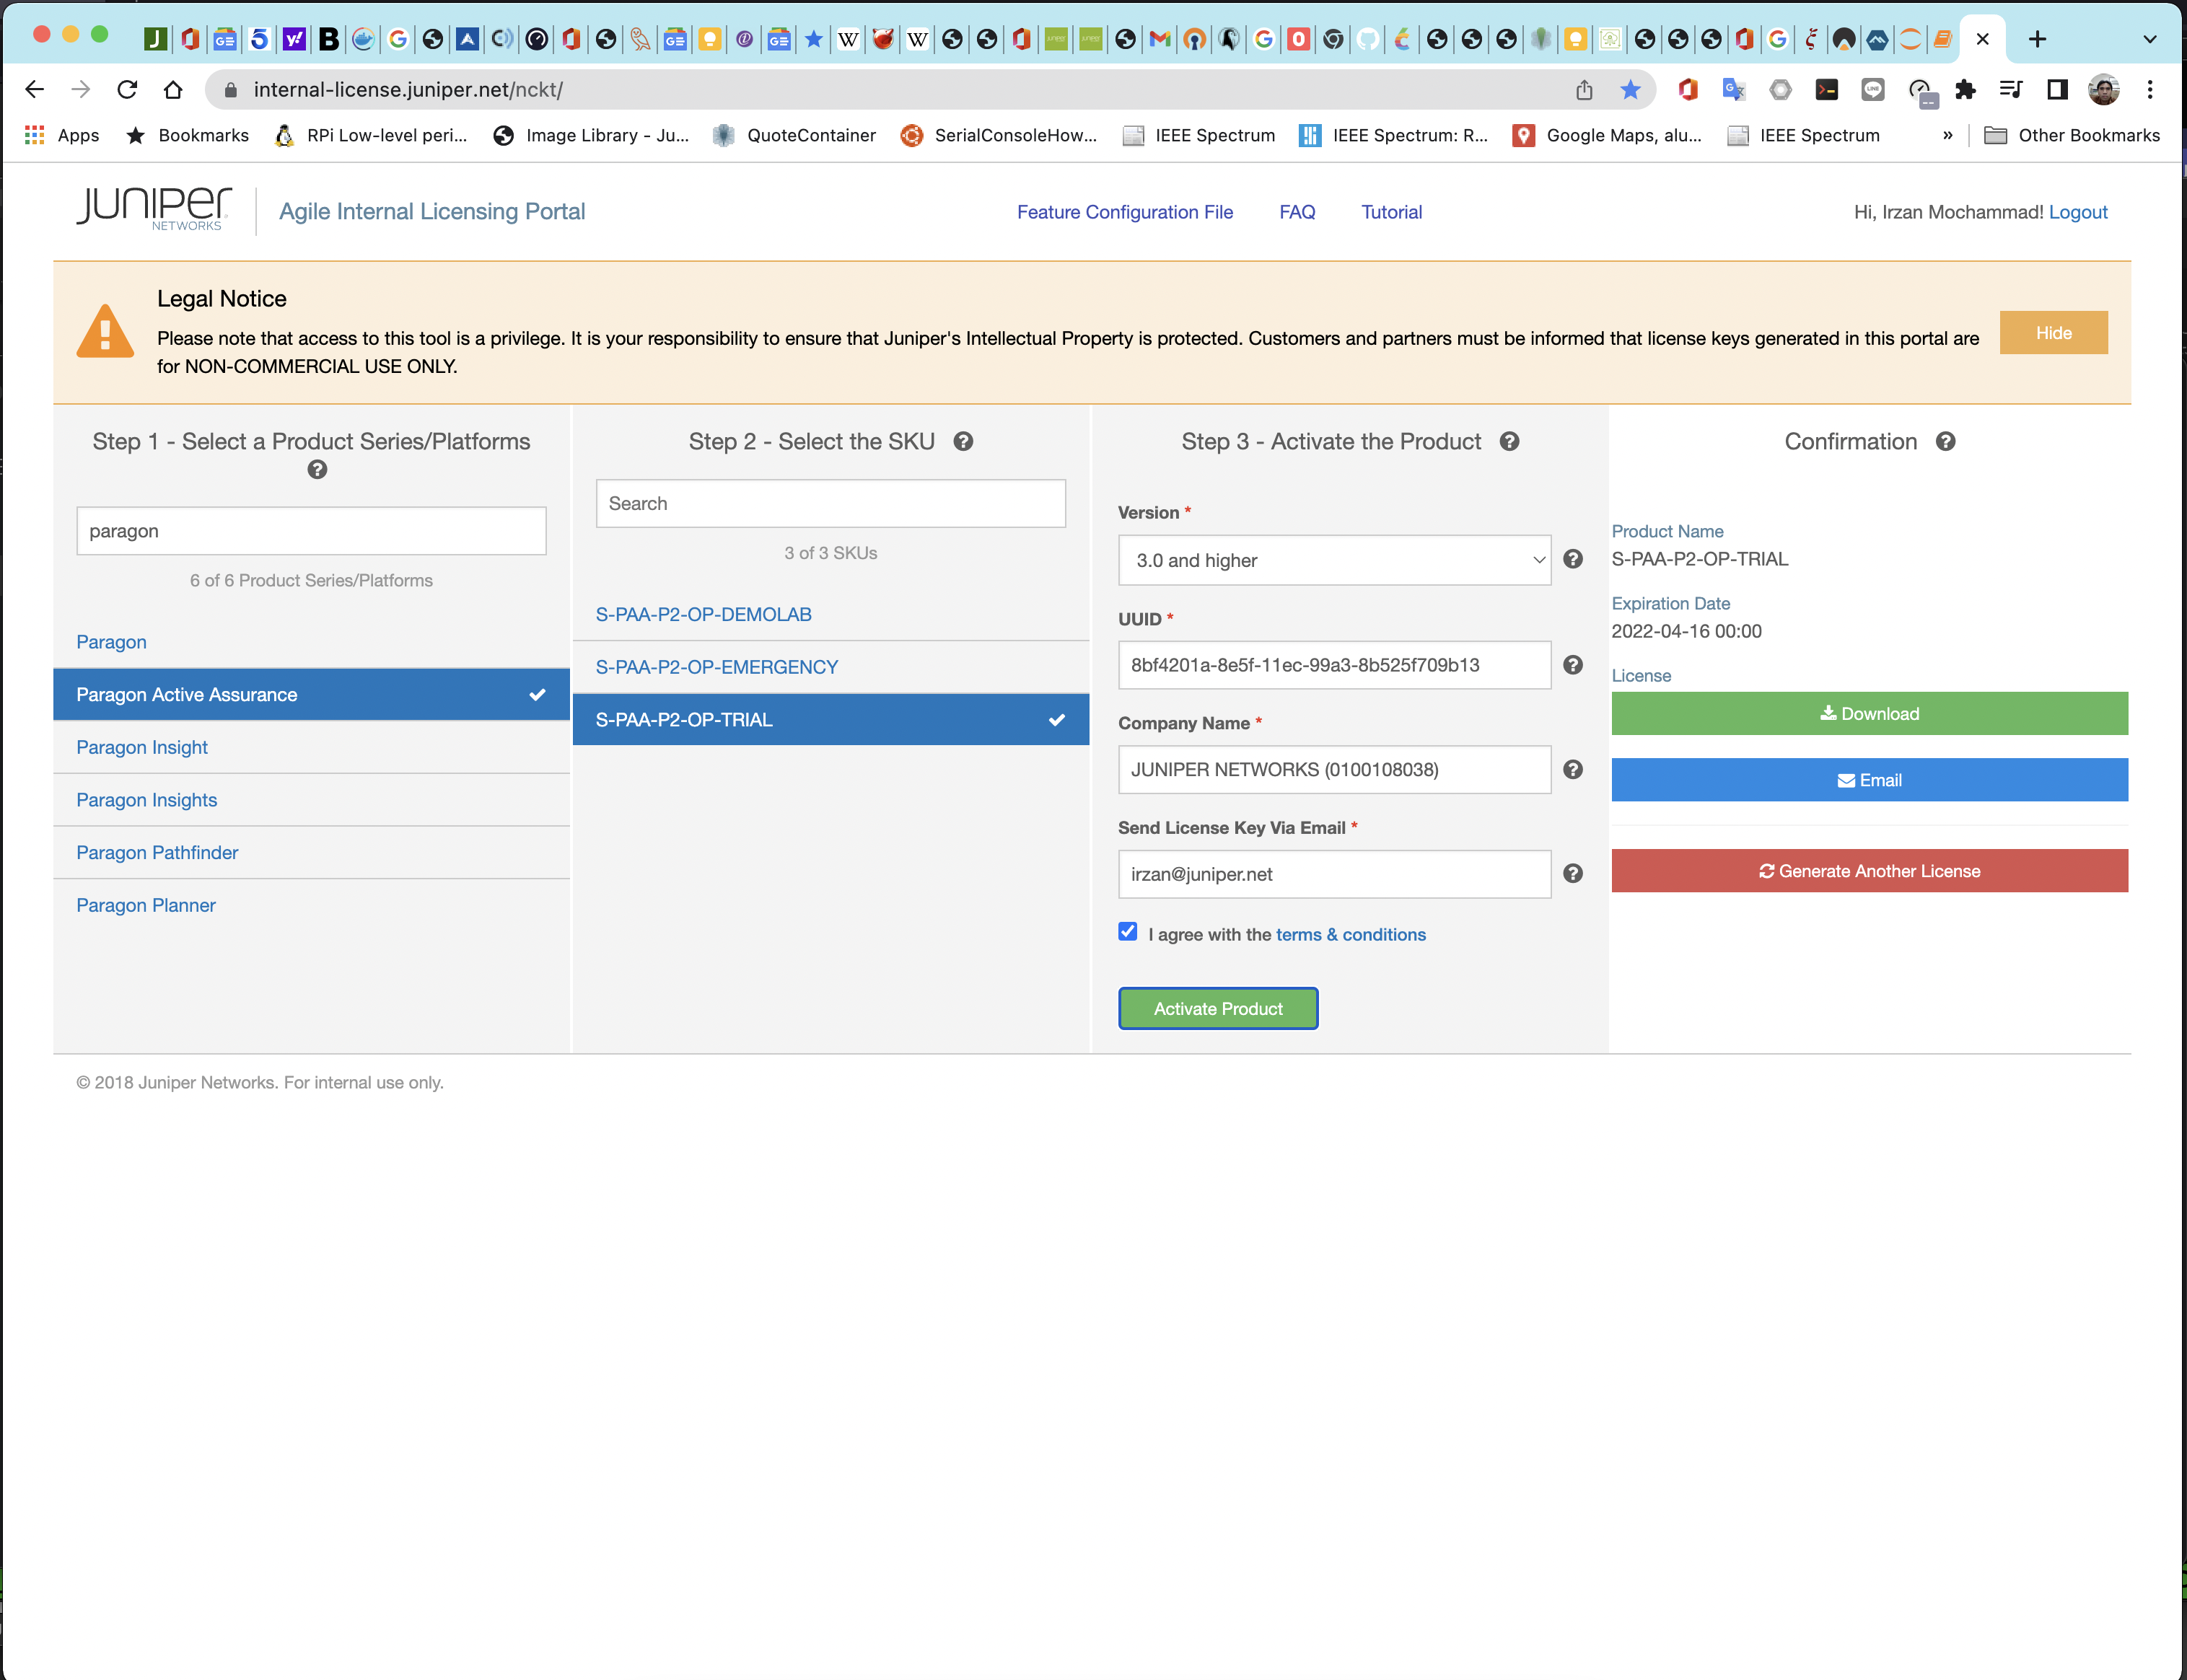 internal-license.juniper.net/nckt/
Apps
Bookmarks
RPi Low-level peri...
Image Library - Ju...
QuoteContainer
SerialConsoleHow...
IEEE Spectrum
IEEE Spectrum: R...
Google Maps, alu...
IEEE Spectrum
»
Other Bookmarks
JUNIPer NETWORKS
Agile Internal Licensing Portal
Feature Configuration File
FAQ
Tutorial
Hi, Irzan Mochammad! Logout
Legal Notice
Please note that access to this tool is a privilege. It is your responsibility to ensure that Juniper's Intellectual Property is protected. Customers and partners must be informed that license keys generated in this portal are
for NON-COMMERCIAL USE ONLY.
Hide
Step 1 - Select a Product Series/Platforms
paragon
6 of 6 Product Series/Platforms
Paragon
Paragon Active Assurance
Paragon Insight
Paragon Insights
Paragon Pathfinder
Paragon Planner
Step 2 - Select the SKU
Search
3 of 3 SKUs
S-PAA-P2-OP-DEMOLAB
S-PAA-P2-OP-EMERGENCY
S-PAA-P2-OP-TRIAL
Step 3 - Activate the Product
Version *
3.0 and higher
UUID *
8bf4201a-8e5f-11ec-99a3-8b525f709b13
Company Name *
JUNIPER NETWORKS (0100108038)
Send License Key Via Email *
irzan@juniper.net
I agree with the terms & conditions
Activate Product
Confirmation
Product Name
S-PAA-P2-OP-TRIAL
Expiration Date
2022-04-16 00:00
License
Download
Email
Generate Another License
© 2018 Juniper Networks. For internal use only.